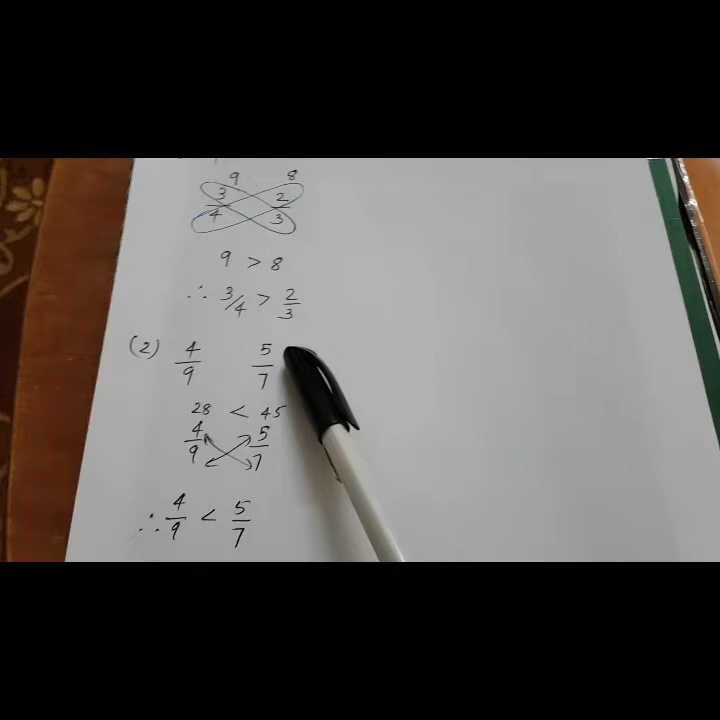 9 8
3/4 2/3
9 > 8
∴ 3/4 > 2/3
(2) 4/9 5/7
28 < 45
4/9 5/7
∴ 4/9 < 5/7